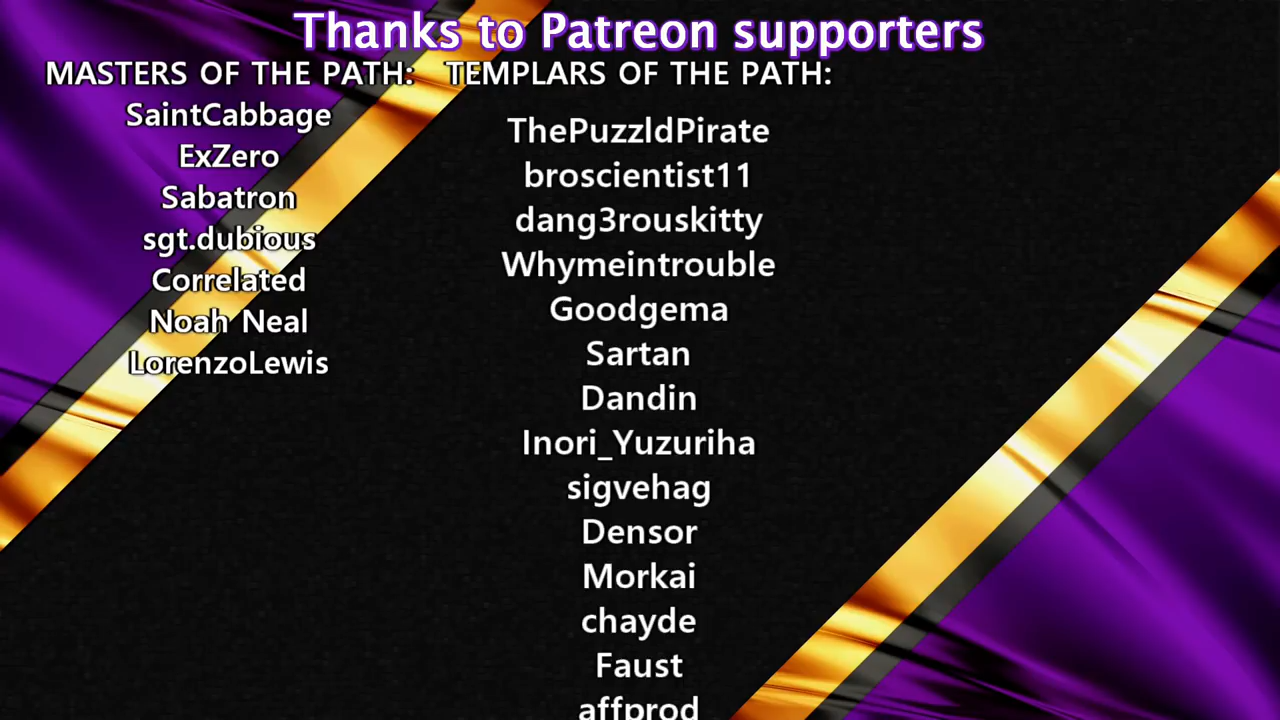 Thanks to Patreon supporters
MASTERS OF THE PATH:
SaintCabbage
ExZero
Sabatron
sgt.dubious
Correlated
Noah Neal
LorenzoLewis
TEMPLARS OF THE PATH:
ThePuzzldPirate
broscientist11
dang3rouskitty
Whymeintrouble
Goodgema
Sartan
Dandin
Inori_Yuzuriha
sigvehag
Densor
Morkai
chayde
Faust
affprod